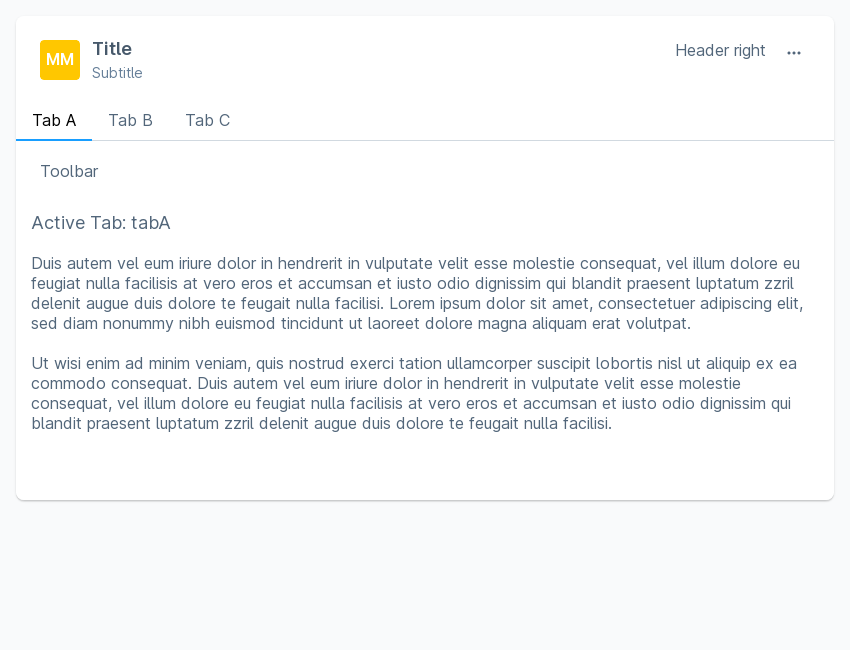 MM
Title
Subtitle
Header right
Tab A
Tab B
Tab C
Toolbar
Active Tab: tabA
Duis autem vel eum iriure dolor in hendrerit in vulputate velit esse molestie consequat, vel illum dolore eu
feugiat nulla facilisis at vero eros et accumsan et iusto odio dignissim qui blandit praesent luptatum zzril
delenit augue duis dolore te feugait nulla facilisi. Lorem ipsum dolor sit amet, consectetuer adipiscing elit,
sed diam nonummy nibh euismod tincidunt ut laoreet dolore magna aliquam erat volutpat.
Ut wisi enim ad minim veniam, quis nostrud exerci tation ullamcorper suscipit lobortis nisl ut aliquip ex ea
commodo consequat. Duis autem vel eum iriure dolor in hendrerit in vulputate velit esse molestie
consequat, vel illum dolore eu feugiat nulla facilisis at vero eros et accumsan et iusto odio dignissim qui
blandit praesent luptatum zzril delenit augue duis dolore te feugait nulla facilisi.